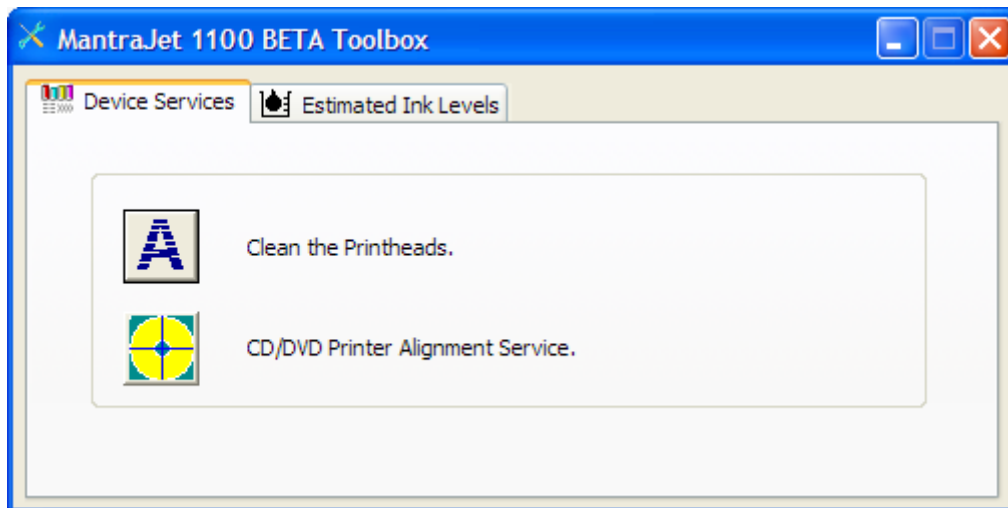 MantraJet 1100 BETA Toolbox
Device Services
Estimated Ink Levels
A
Clean the Printheads.
CD/DVD Printer Alignment Service.